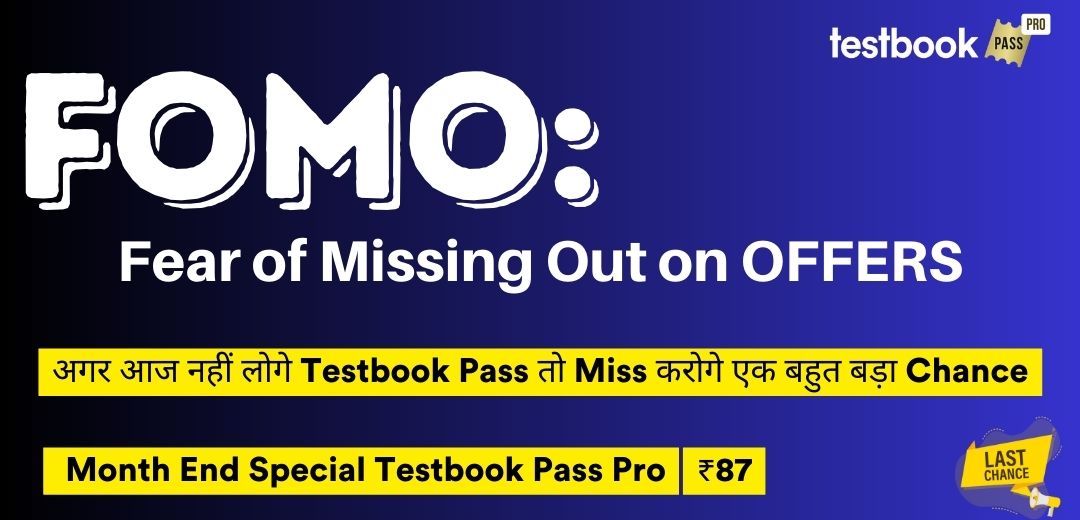 testbook PASS PRO
FOMO:
Fear of Missing Out on OFFERS
अगर आज नहीं लोगे Testbook Pass तो Miss करोगे एक बहुत बड़ा Chance
Month End Special Testbook Pass Pro | ₹87
LAST
CHANCE